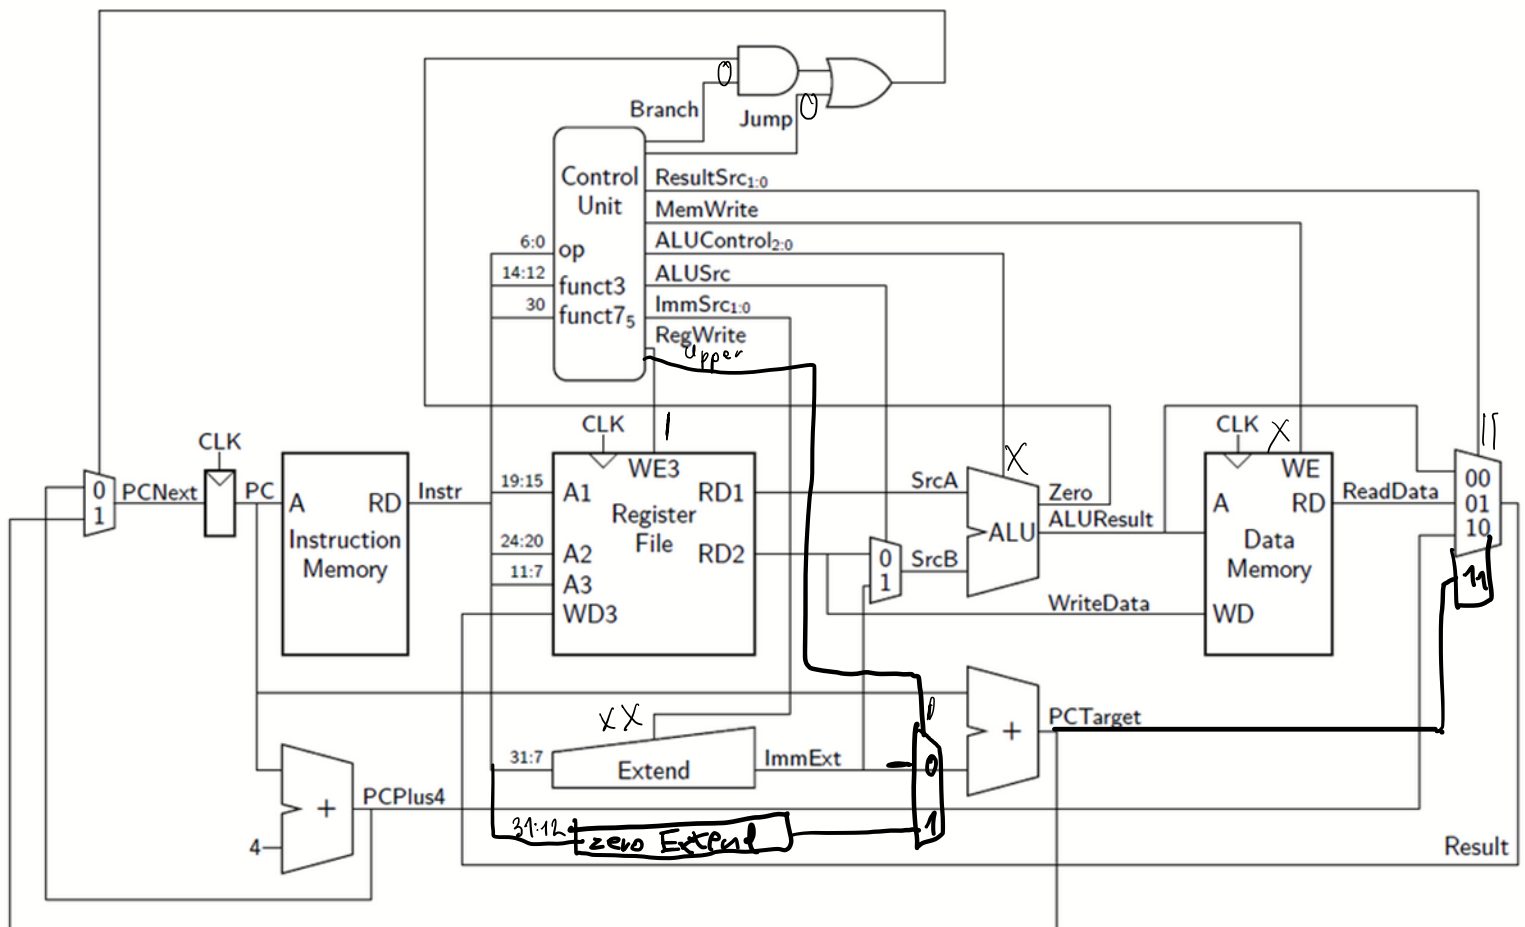 0
Branch
Jump
0
Control
Unit
ResultSrc1:0
MemWrite
ALUControl2:0
ALUSrc
ImmSrc1:0
RegWrite
Upper
6:0
op
14:12
funct3
30
funct75
CLK
0
1
PCNext
PC
A
RD
Instr
Instruction
Memory
CLK
1
WE3
19:15
A1
RD1
Register
File
24:20
A2
RD2
11:7
A3
WD3
SrcA
0
1
SrcB
X
Zero
ALU
ALUResult
WriteData
CLK
X
WE
A
RD
ReadData
Data
Memory
WD
11
00
01
10
11
XX
31:7
Extend
ImmExt
0
1
+
PCTarget
+
4
PCPlus4
31:12
zero Extend
Result